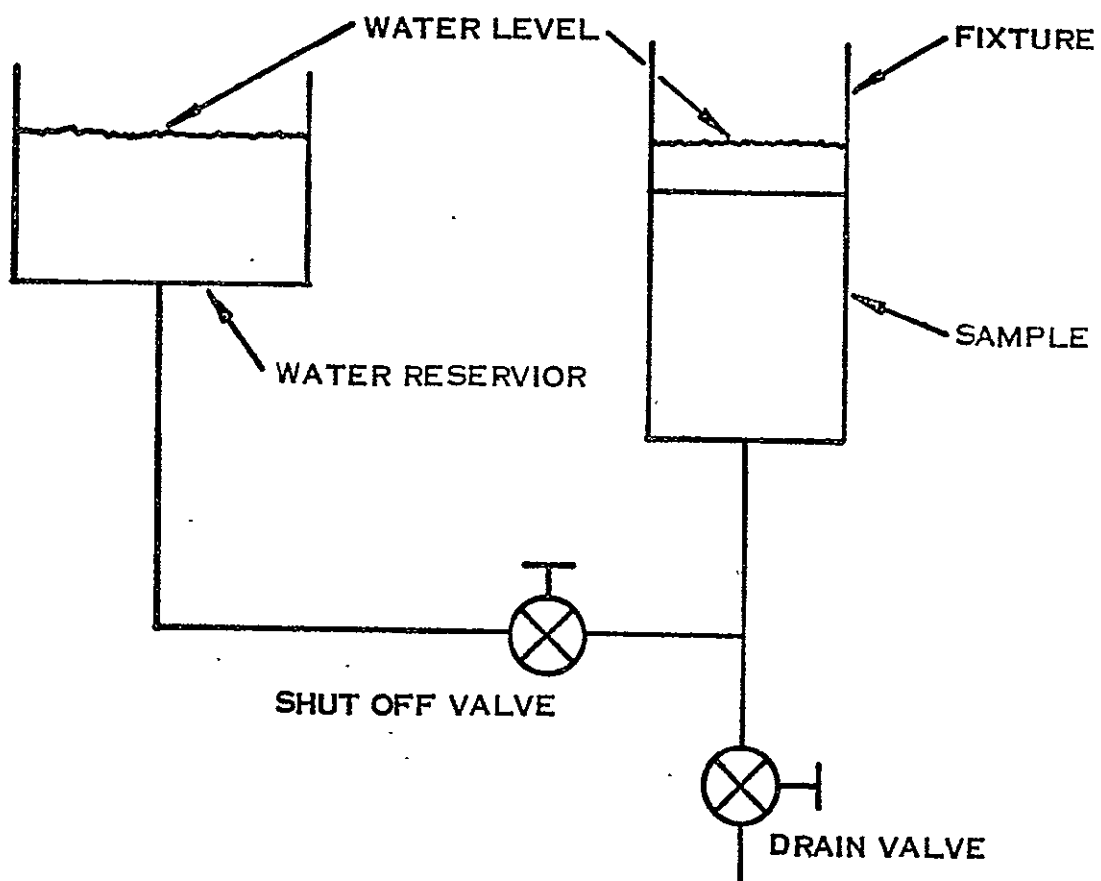 WATER LEVEL
FIXTURE
SAMPLE
WATER RESERVIOR
SHUT OFF VALVE
DRAIN VALVE